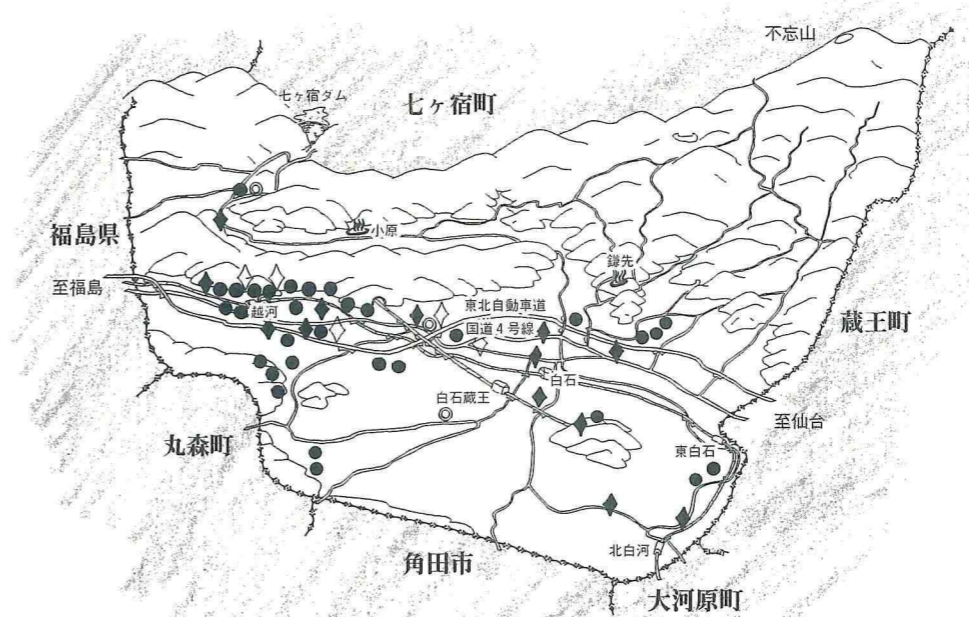 不忘山
七ヶ宿ダム
七ヶ宿町
福島県
小原
鎌先
至福島
東北自動車道
越河
国道4号線
蔵王町
白石
白石蔵王
至仙台
丸森町
東白石
北白河
角田市
大河原町